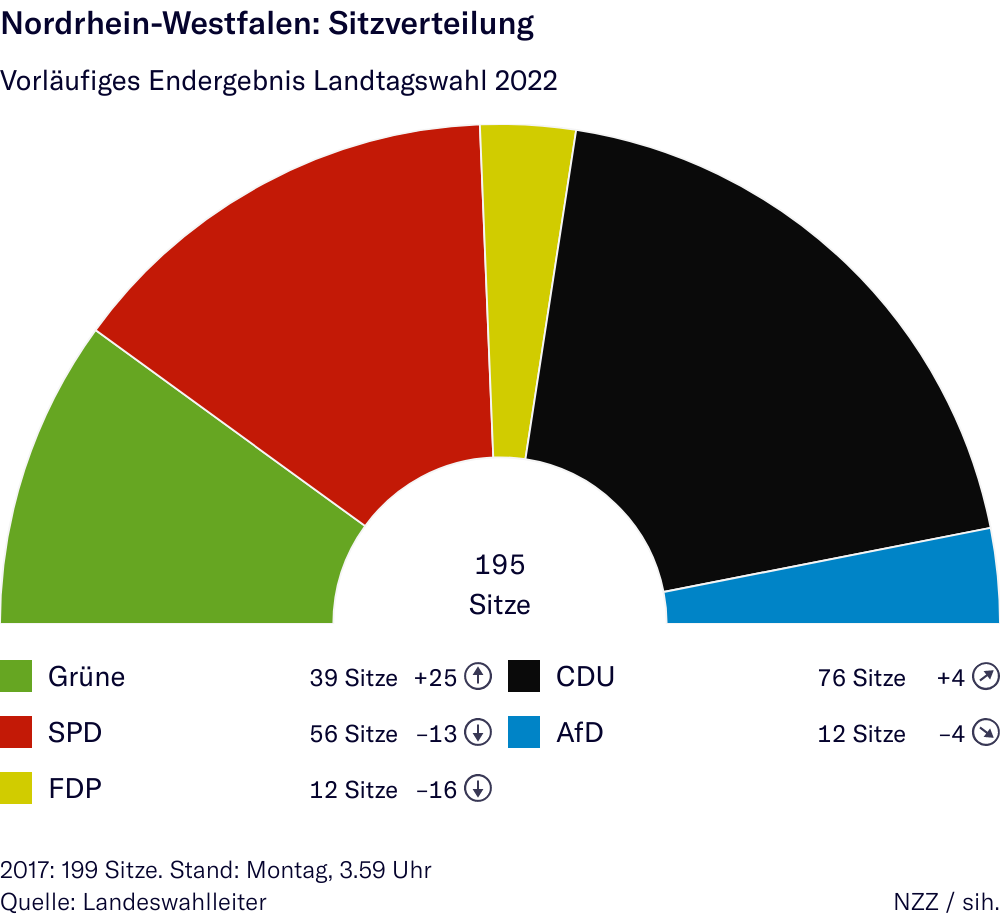 Nordrhein-Westfalen: Sitzverteilung
Vorläufiges Endergebnis Landtagswahl 2022
195
Sitze
Grüne 39 Sitze +25
SPD 56 Sitze –13
FDP 12 Sitze –16
CDU 76 Sitze +4
AfD 12 Sitze –4
2017: 199 Sitze. Stand: Montag, 3.59 Uhr
Quelle: Landeswahlleiter
NZZ / sih.